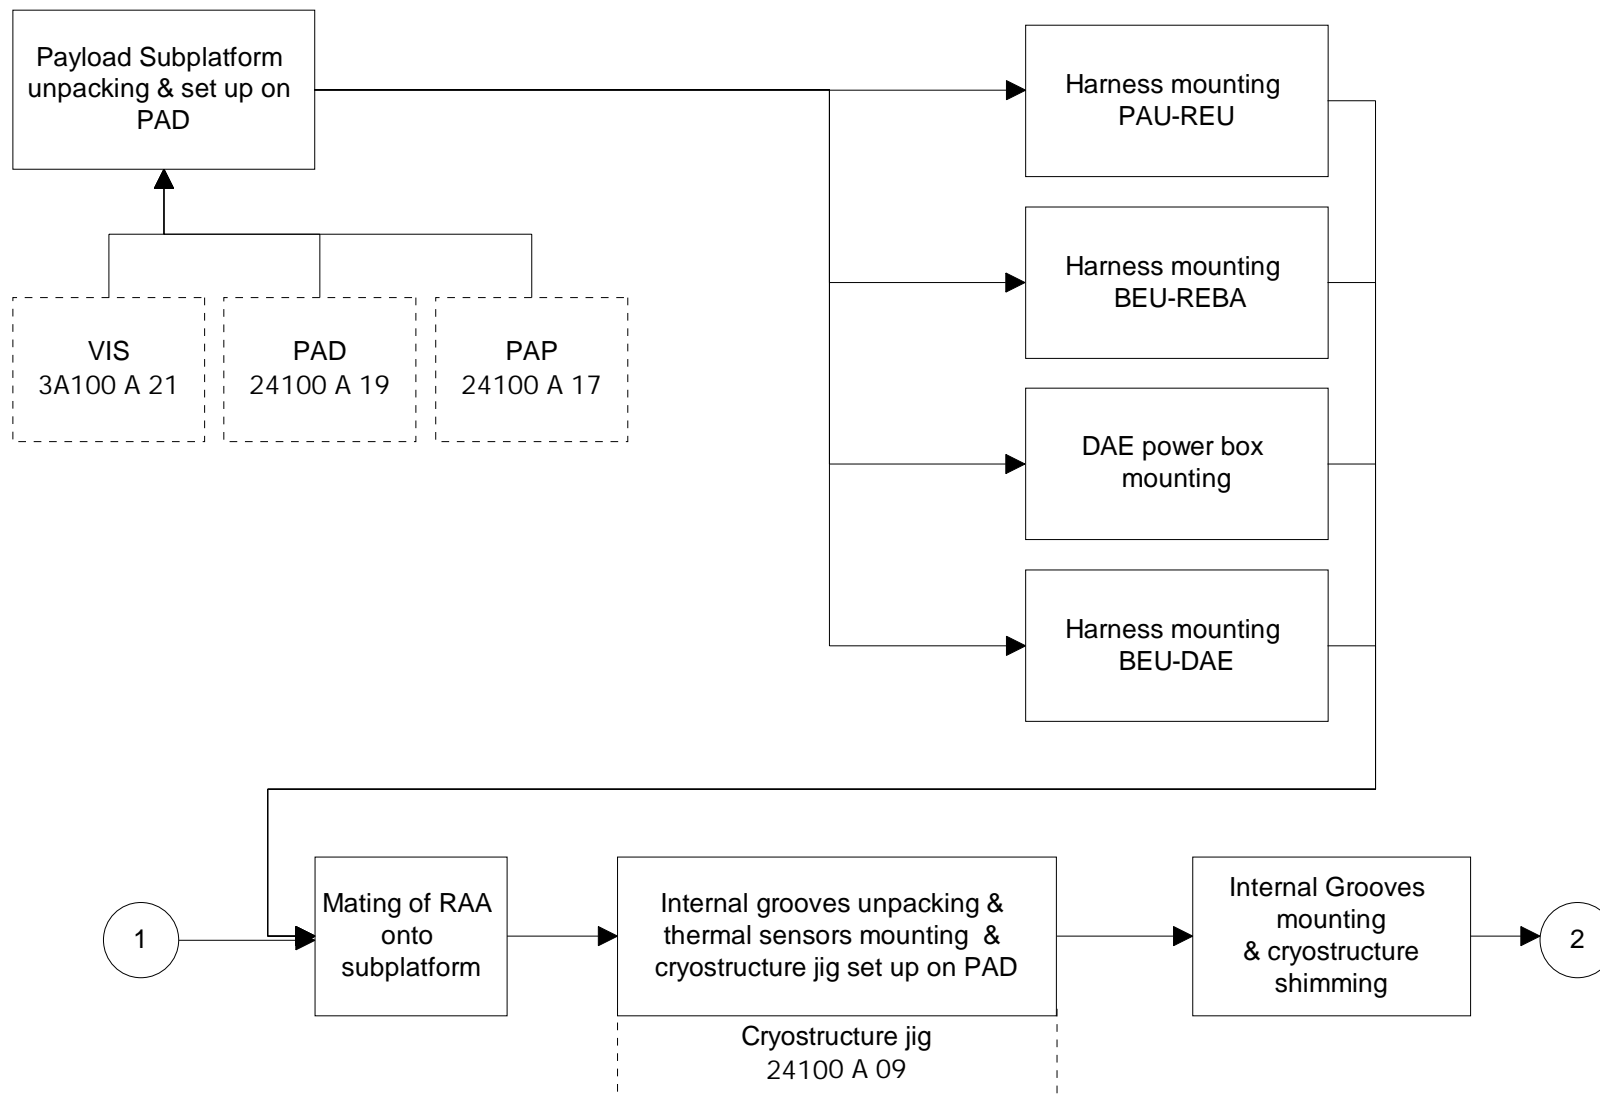 Payload Subplatform
unpacking & set up on
PAD
Harness mounting
PAU-REU
Harness mounting
BEU-REBA
VIS
3A100 A 21
PAD
24100 A 19
PAP
24100 A 17
DAE power box
mounting
Harness mounting
BEU-DAE
1
Mating of RAA
onto
subplatform
Internal grooves unpacking &
thermal sensors mounting &
cryostructure jig set up on PAD
Internal Grooves
mounting
& cryostructure
shimming
2
Cryostructure jig
24100 A 09